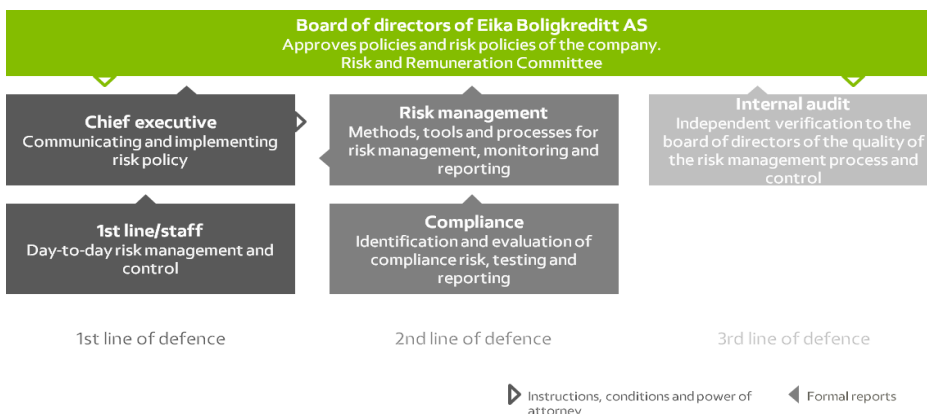 Board of directors of Eika Boligkreditt AS
Approves policies and risk policies of the company.
Risk and Remuneration Committee
Chief executive
Communicating and implementing
risk policy
Risk management
Methods, tools and processes for
risk management, monitoring and
reporting
Internal audit
Independent verification to the
board of directors of the quality of
the risk management process and
control
1st line/staff
Day-to-day risk management and
control
Compliance
Identification and evaluation of
compliance risk, testing and
reporting
1st line of defence
2nd line of defence
3rd line of defence
Instructions, conditions and power of
attorney
Formal reports